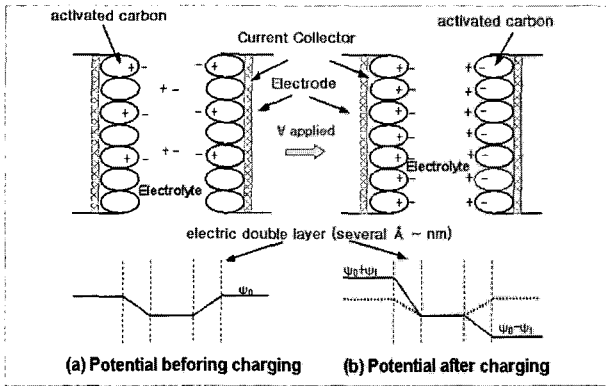 activated carbon
activated carbon
Current Collector
Electrode
+ -
- +
+ -
+ -
- +
+ -
+ -
- +
V applied
Electrolyte
Electrolyte
electric double layer (several Å ~ nm)
Ψ₀
Ψ₀+Ψ₁
Ψ₀-Ψ₁
(a) Potential beforing charging
(b) Potential after charging